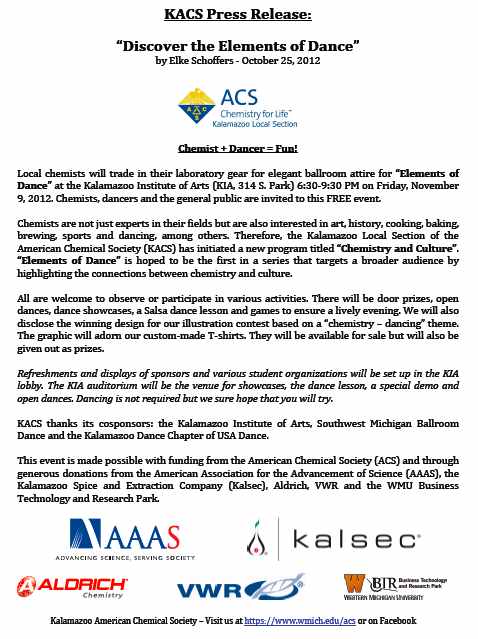 KACS Press Release:
“Discover the Elements of Dance”
by Elke Schoffers - October 25, 2012
ACS
Chemistry for Life™
Kalamazoo Local Section
Chemist + Dancer = Fun!
Local chemists will trade in their laboratory gear for elegant ballroom attire for “Elements of
Dance” at the Kalamazoo Institute of Arts (KIA, 314 S. Park) 6:30-9:30 PM on Friday, November
9, 2012. Chemists, dancers and the general public are invited to this FREE event.
Chemists are not just experts in their fields but are also interested in art, history, cooking, baking,
brewing, sports and dancing, among others. Therefore, the Kalamazoo Local Section of the
American Chemical Society (KACS) has initiated a new program titled “Chemistry and Culture”.
“Elements of Dance” is hoped to be the first in a series that targets a broader audience by
highlighting the connections between chemistry and culture.
All are welcome to observe or participate in various activities. There will be door prizes, open
dances, dance showcases, a Salsa dance lesson and games to ensure a lively evening. We will also
disclose the winning design for our illustration contest based on a “chemistry – dancing” theme.
The graphic will adorn our custom-made T-shirts. They will be available for sale but will also be
given out as prizes.
Refreshments and displays of sponsors and various student organizations will be set up in the KIA
lobby. The KIA auditorium will be the venue for showcases, the dance lesson, a special demo and
open dances. Dancing is not required but we sure hope that you will try.
KACS thanks its cosponsors: the Kalamazoo Institute of Arts, Southwest Michigan Ballroom
Dance and the Kalamazoo Dance Chapter of USA Dance.
This event is made possible with funding from the American Chemical Society (ACS) and through
generous donations from the American Association for the Advancement of Science (AAAS), the
Kalamazoo Spice and Extraction Company (Kalsec), Aldrich, VWR and the WMU Business
Technology and Research Park.
AAAS
ADVANCING SCIENCE, SERVING SOCIETY
kalsec®
ALDRICH®
Chemistry
VWR
W BTR Business Technology
and Research Park
WESTERN MICHIGAN UNIVERSITY
Kalamazoo American Chemical Society – Visit us at https://www.wmich.edu/acs or on Facebook